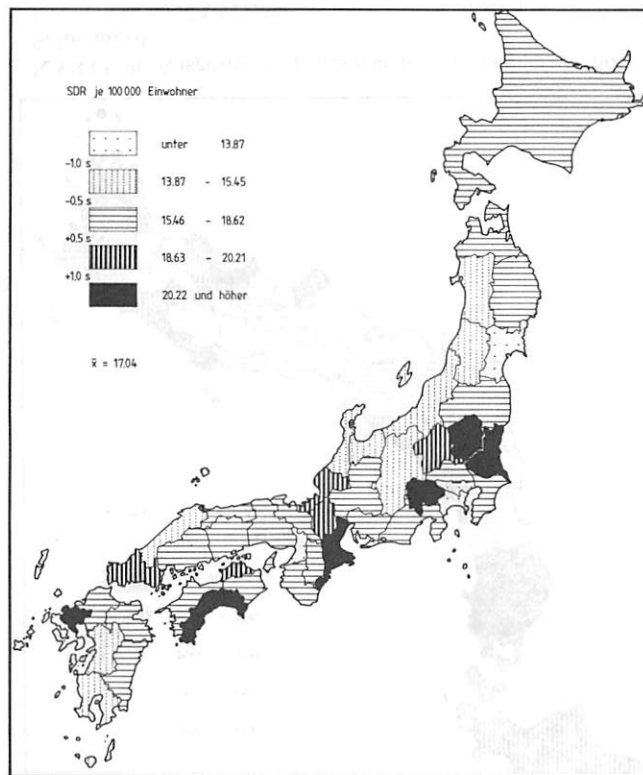 SDR je 100 000 Einwohner
unter 13.87
-1.0 s
13.87 - 15.45
-0.5 s
15.46 - 18.62
+0.5 s
18.63 - 20.21
+1.0 s
20.22 und höher
x̄ = 17.04